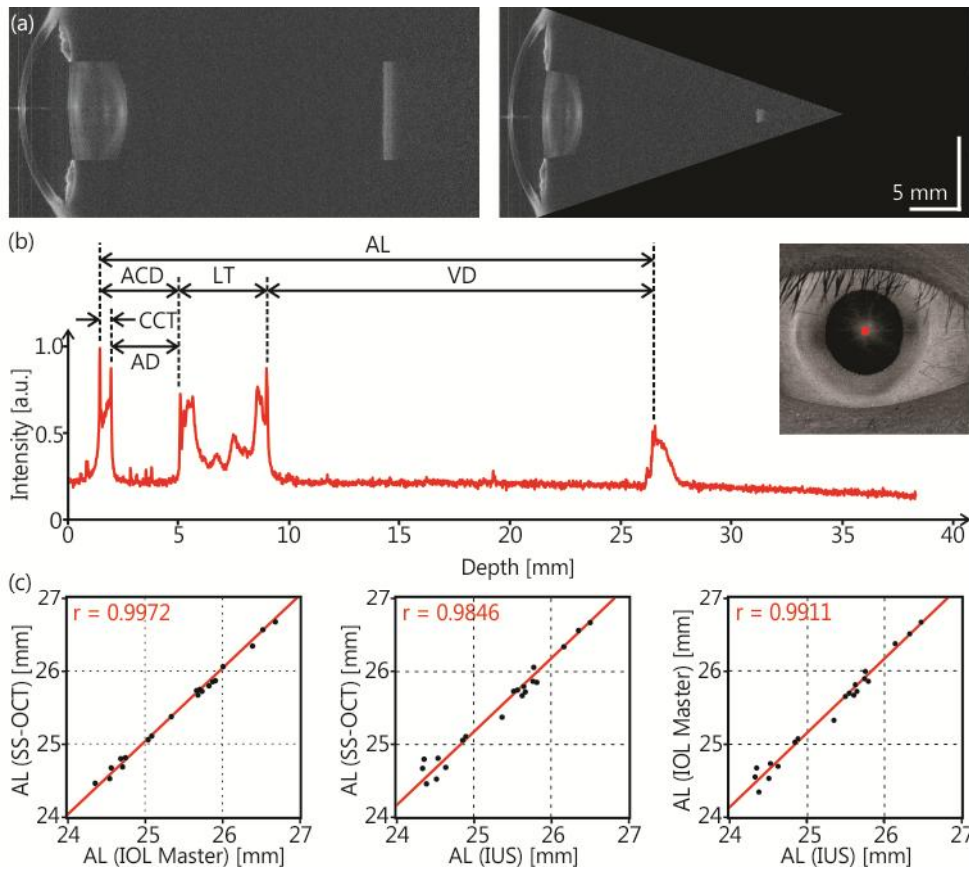 (a)
5 mm
(b)
AL
ACD
LT
VD
CCT
AD
1.0
0.5
0
Intensity [a.u.]
0 5 10 15 20 25 30 35 40
Depth [mm]
(c)
r = 0.9972
27
26
25
24
AL (SS-OCT) [mm]
24 25 26 27
AL (IOL Master) [mm]
r = 0.9846
27
26
25
24
AL (SS-OCT) [mm]
24 25 26 27
AL (IUS) [mm]
r = 0.9911
27
26
25
24
AL (IOL Master) [mm]
24 25 26 27
AL (IUS) [mm]